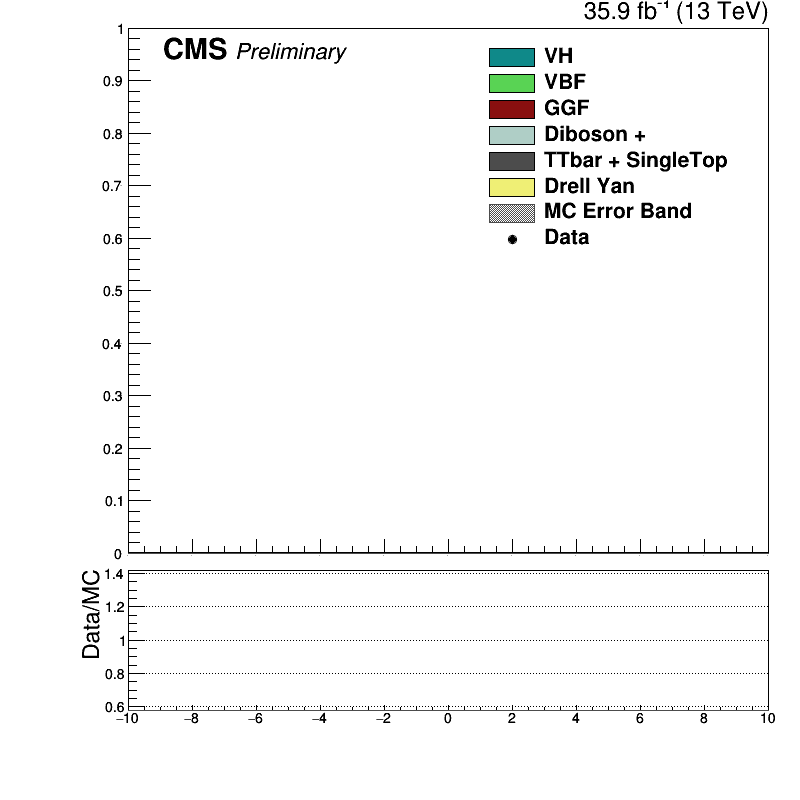 35.9 fb⁻¹ (13 TeV)
CMS Preliminary
VH
VBF
GGF
Diboson +
TTbar + SingleTop
Drell Yan
MC Error Band
Data
1
0.9
0.8
0.7
0.6
0.5
0.4
0.3
0.2
0.1
0
Data/MC
1.4
1.2
1
0.8
0.6
−10 −8 −6 −4 −2 0 2 4 6 8 10